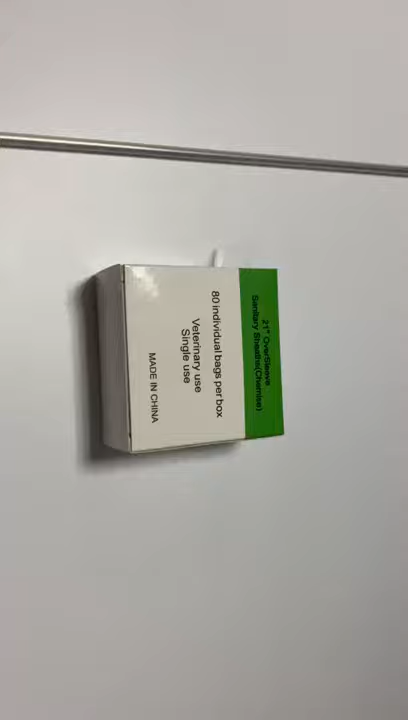 21" OverSleeve
Sanitary Sheaths(Chemise)
80 individual bags per box
Veterinary use
Single use
MADE IN CHINA